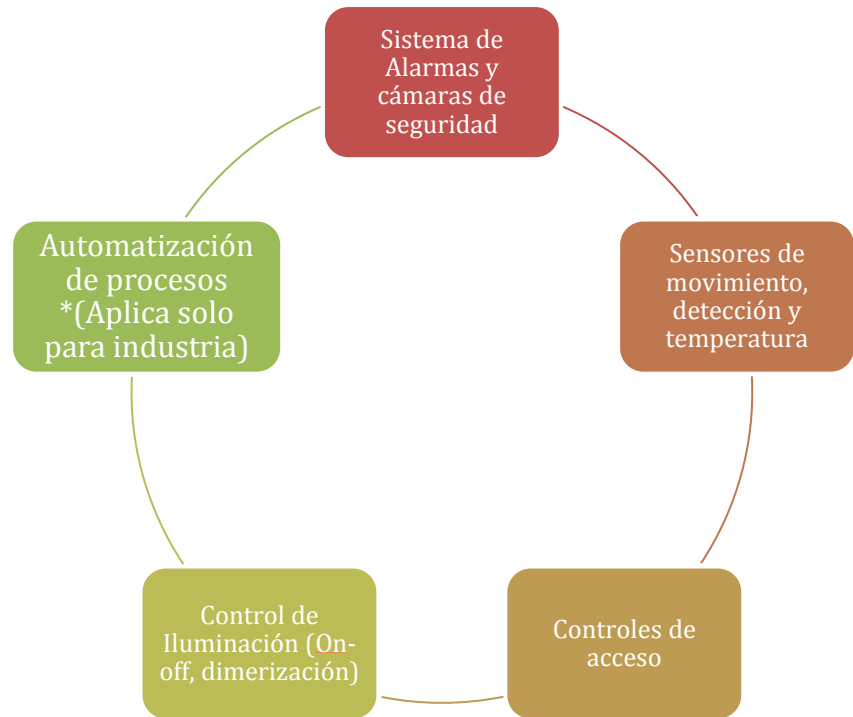 Sistema de
Alarmas y
cámaras de
seguridad
Sensores de
movimiento,
detección y
temperatura
Controles de
acceso
Control de
Iluminación (On-
off, dimerización)
Automatización
de procesos
*(Aplica solo
para industria)